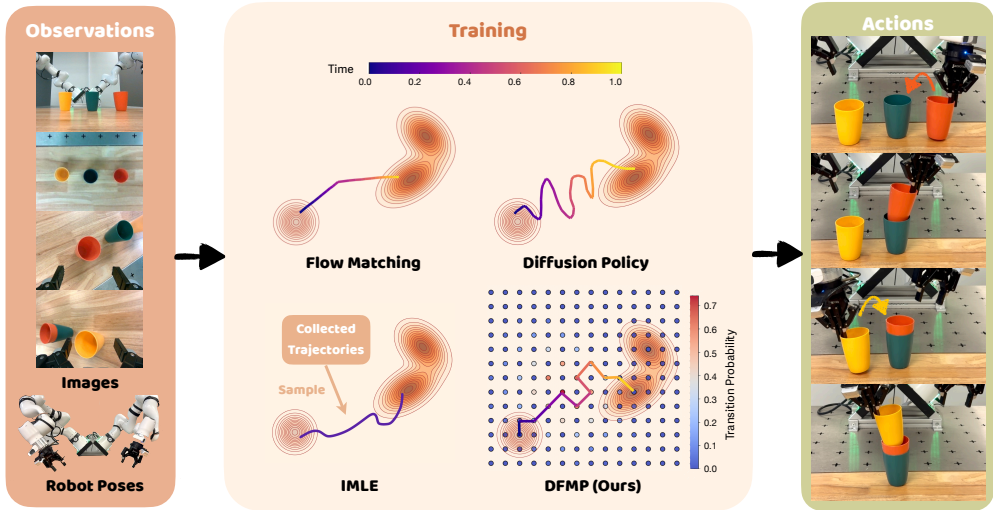 Observations
Images
Robot Poses
Training
Time
0.0 0.2 0.4 0.6 0.8 1.0
Flow Matching
Diffusion Policy
Collected
Trajectories
Sample
IMLE
0.7
0.6
0.5
0.4
0.3
0.2
0.1
0.0
Transition Probability
DFMP (Ours)
Actions